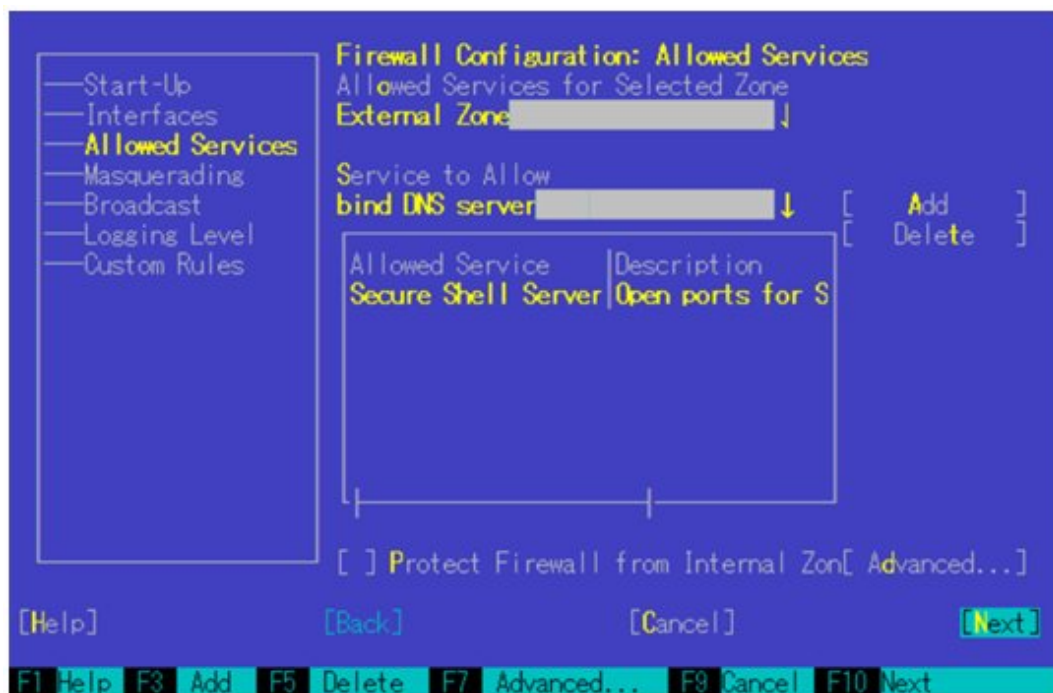 Firewall Configuration: Allowed Services
Start-Up
Interfaces
Allowed Services
Masquerading
Broadcast
Logging Level
Custom Rules
Allowed Services for Selected Zone
External Zone ↓
Service to Allow
bind DNS server ↓ [ Add ]
[ Delete ]
Allowed Service |Description
Secure Shell Server|Open ports for S
[ ] Protect Firewall from Internal Zon[ Advanced...]
[Help] [Back] [Cancel] [Next]
F1 Help F3 Add F5 Delete F7 Advanced... F9 Cancel F10 Next